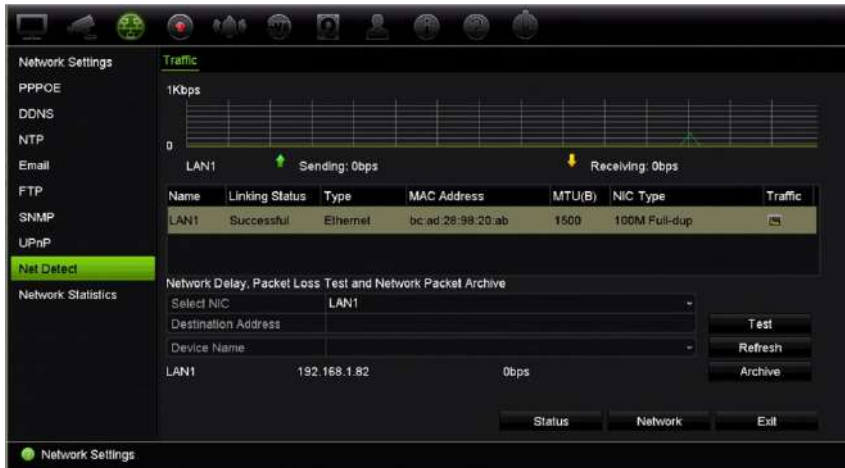 Network Settings
PPPOE
DDNS
NTP
Email
FTP
SNMP
UPnP
Net Detect
Network Statistics
Traffic
1Kbps
0
LAN1 Sending: 0bps Receiving: 0bps
Name Linking Status Type MAC Address MTU(B) NIC Type Traffic
LAN1 Successful Ethernet bc:ad:28:98:20:ab 1500 100M Full-dup
Network Delay, Packet Loss Test and Network Packet Archive
Select NIC LAN1
Destination Address Test
Device Name Refresh
LAN1 192.168.1.82 0bps Archive
Status Network Exit
Network Settings